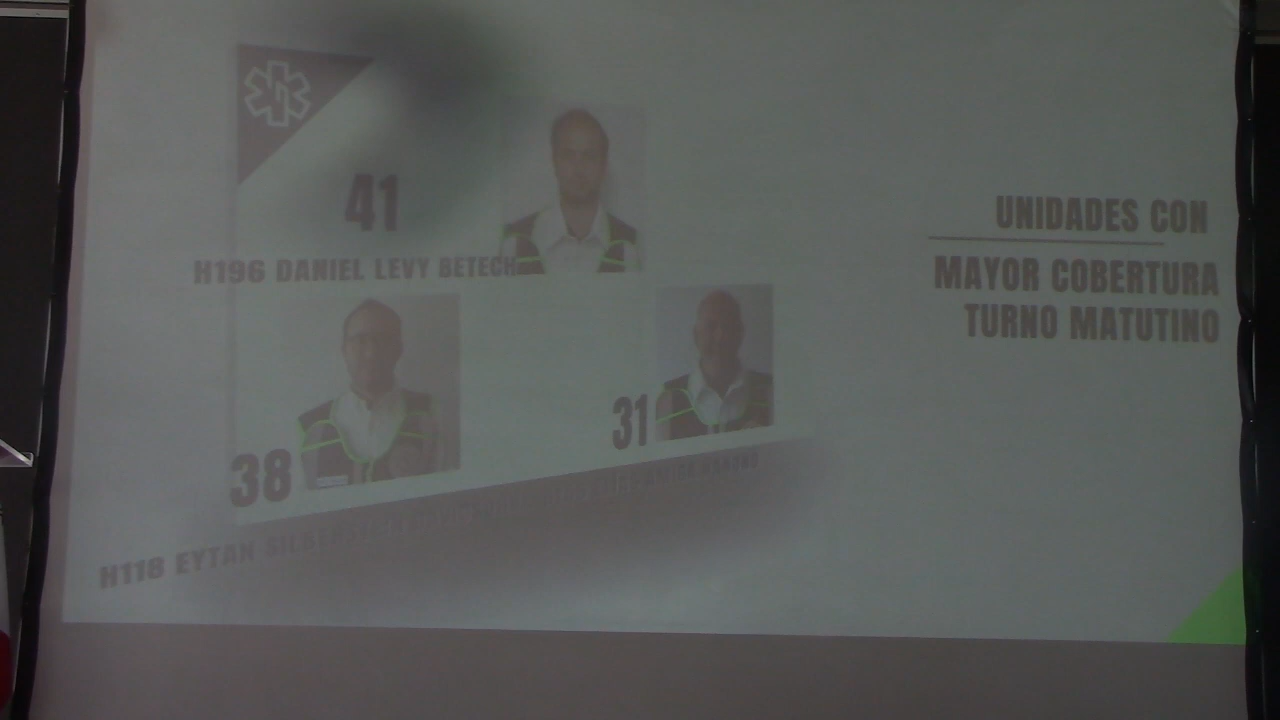 41
H196 DANIEL LEVY BETECH
38
H118 EYTAN
31
UNIDADES CON
MAYOR COBERTURA
TURNO MATUTINO